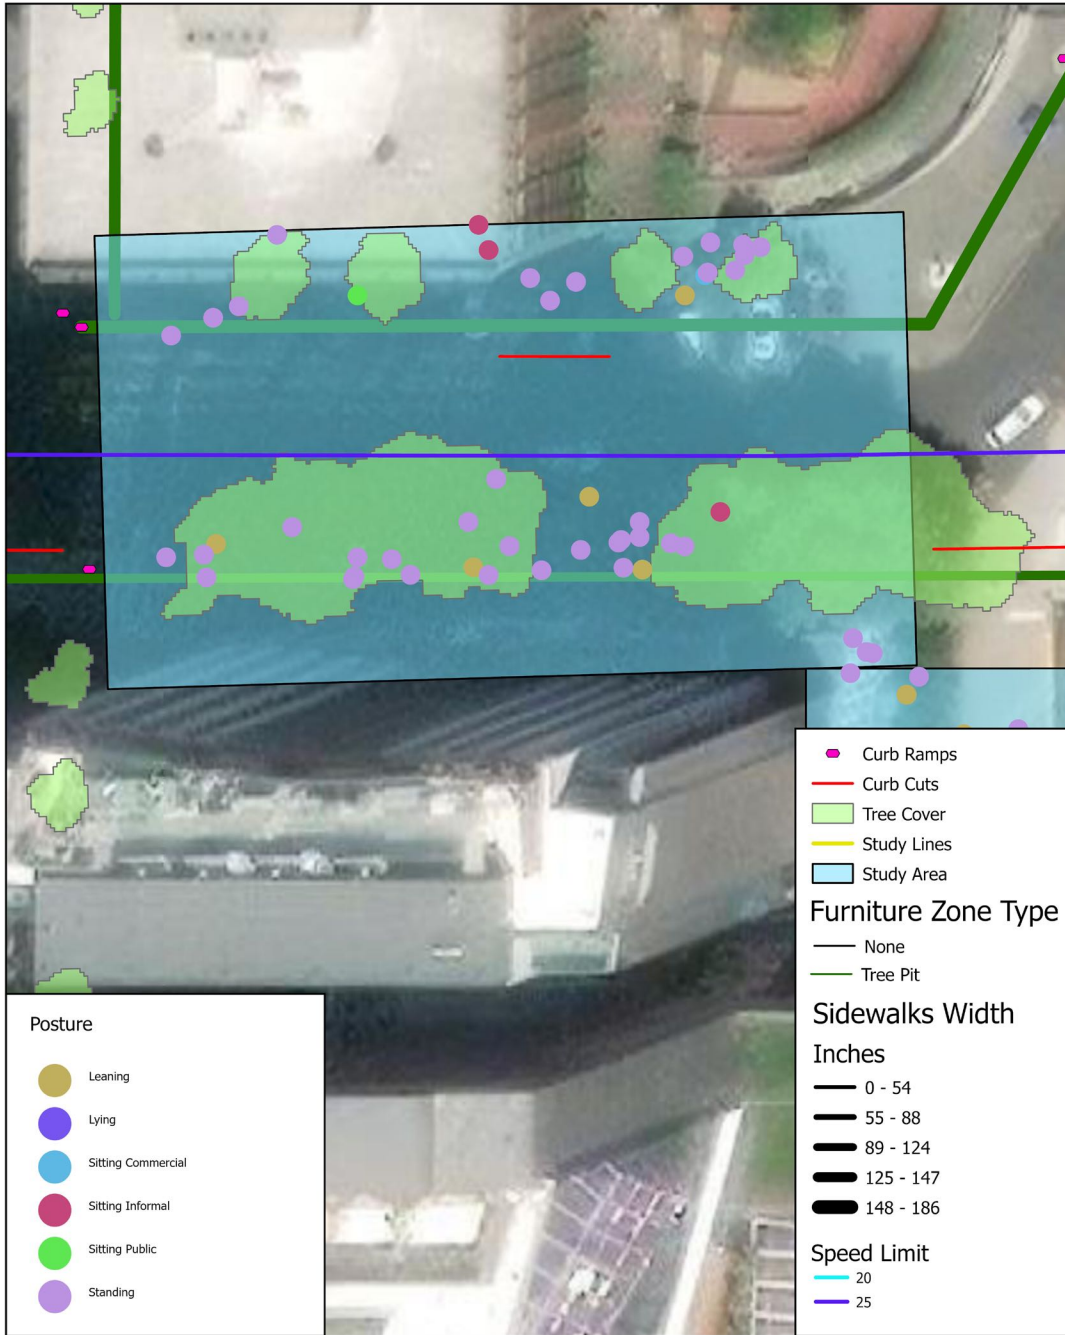 Curb Ramps
Curb Cuts
Tree Cover
Study Lines
Study Area
Furniture Zone Type
None
Tree Pit
Sidewalks Width
Inches
0 - 54
55 - 88
89 - 124
125 - 147
148 - 186
Speed Limit
20
25
Posture
Leaning
Lying
Sitting Commercial
Sitting Informal
Sitting Public
Standing